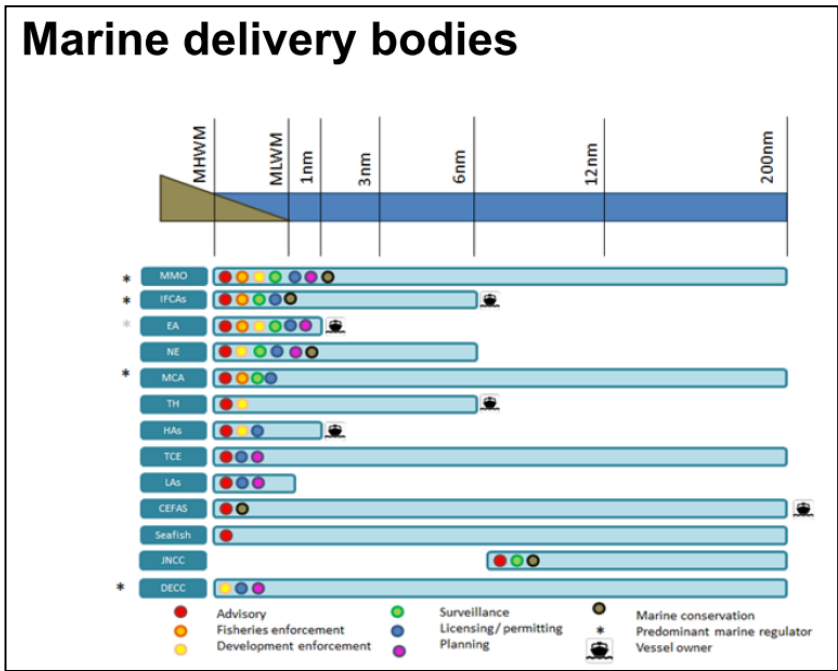 Marine delivery bodies
MHWM
MLWM
1nm
3nm
6nm
12nm
200nm
* MMO
* IFCAs
* EA
NE
* MCA
TH
HAs
TCE
LAs
CEFAS
Seafish
JNCC
* DECC
Advisory
Fisheries enforcement
Development enforcement
Surveillance
Licensing/permitting
Planning
Marine conservation
* Predominant marine regulator
Vessel owner